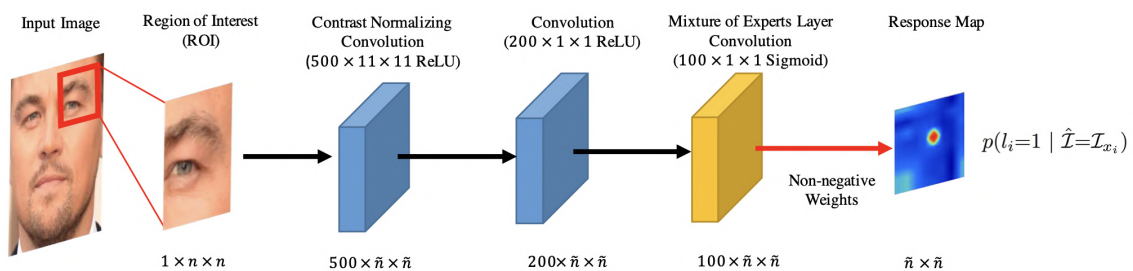 Input Image
Region of Interest
(ROI)
Contrast Normalizing
Convolution
(500 × 11 × 11 ReLU)
Convolution
(200 × 1 × 1 ReLU)
Mixture of Experts Layer
Convolution
(100 × 1 × 1 Sigmoid)
Response Map
p(l_i=1 | Î=I_{x_i})
Non-negative
Weights
1 × n × n
500 × ñ × ñ
200 × ñ × ñ
100 × ñ × ñ
ñ × ñ